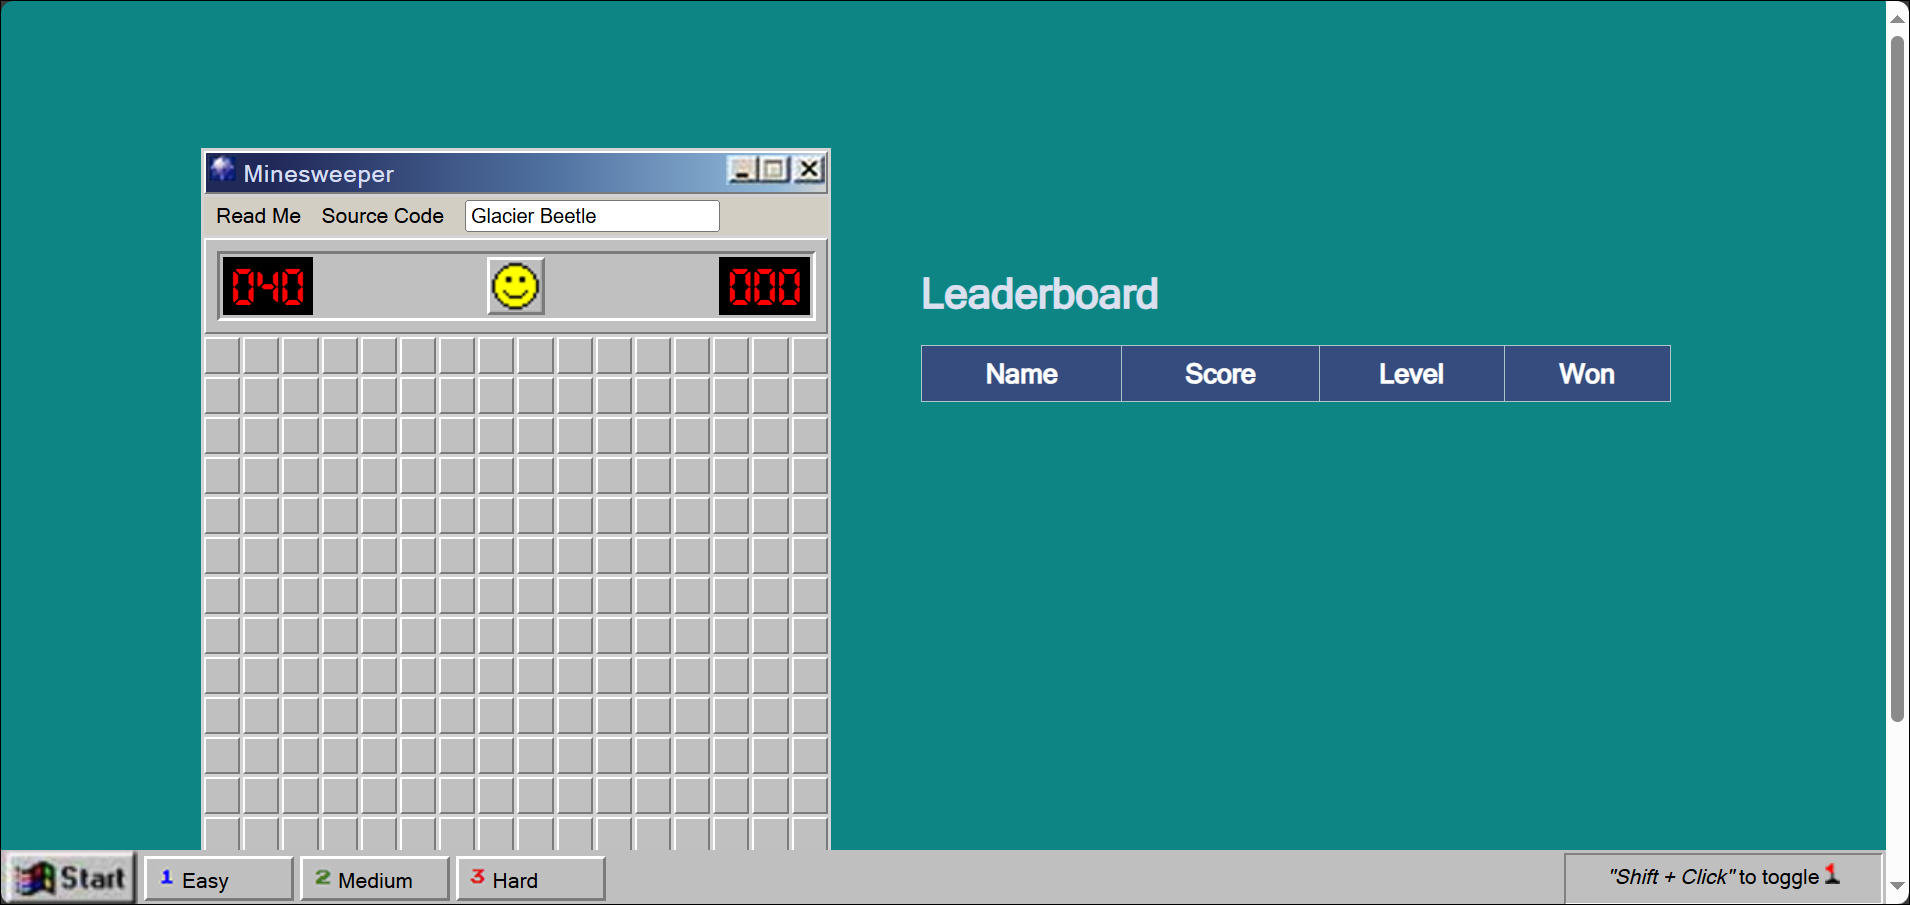 Minesweeper
Read Me Source Code Glacier Beetle
040 000
Leaderboard
Name Score Level Won
Start 1 Easy 2 Medium 3 Hard "Shift + Click" to toggle